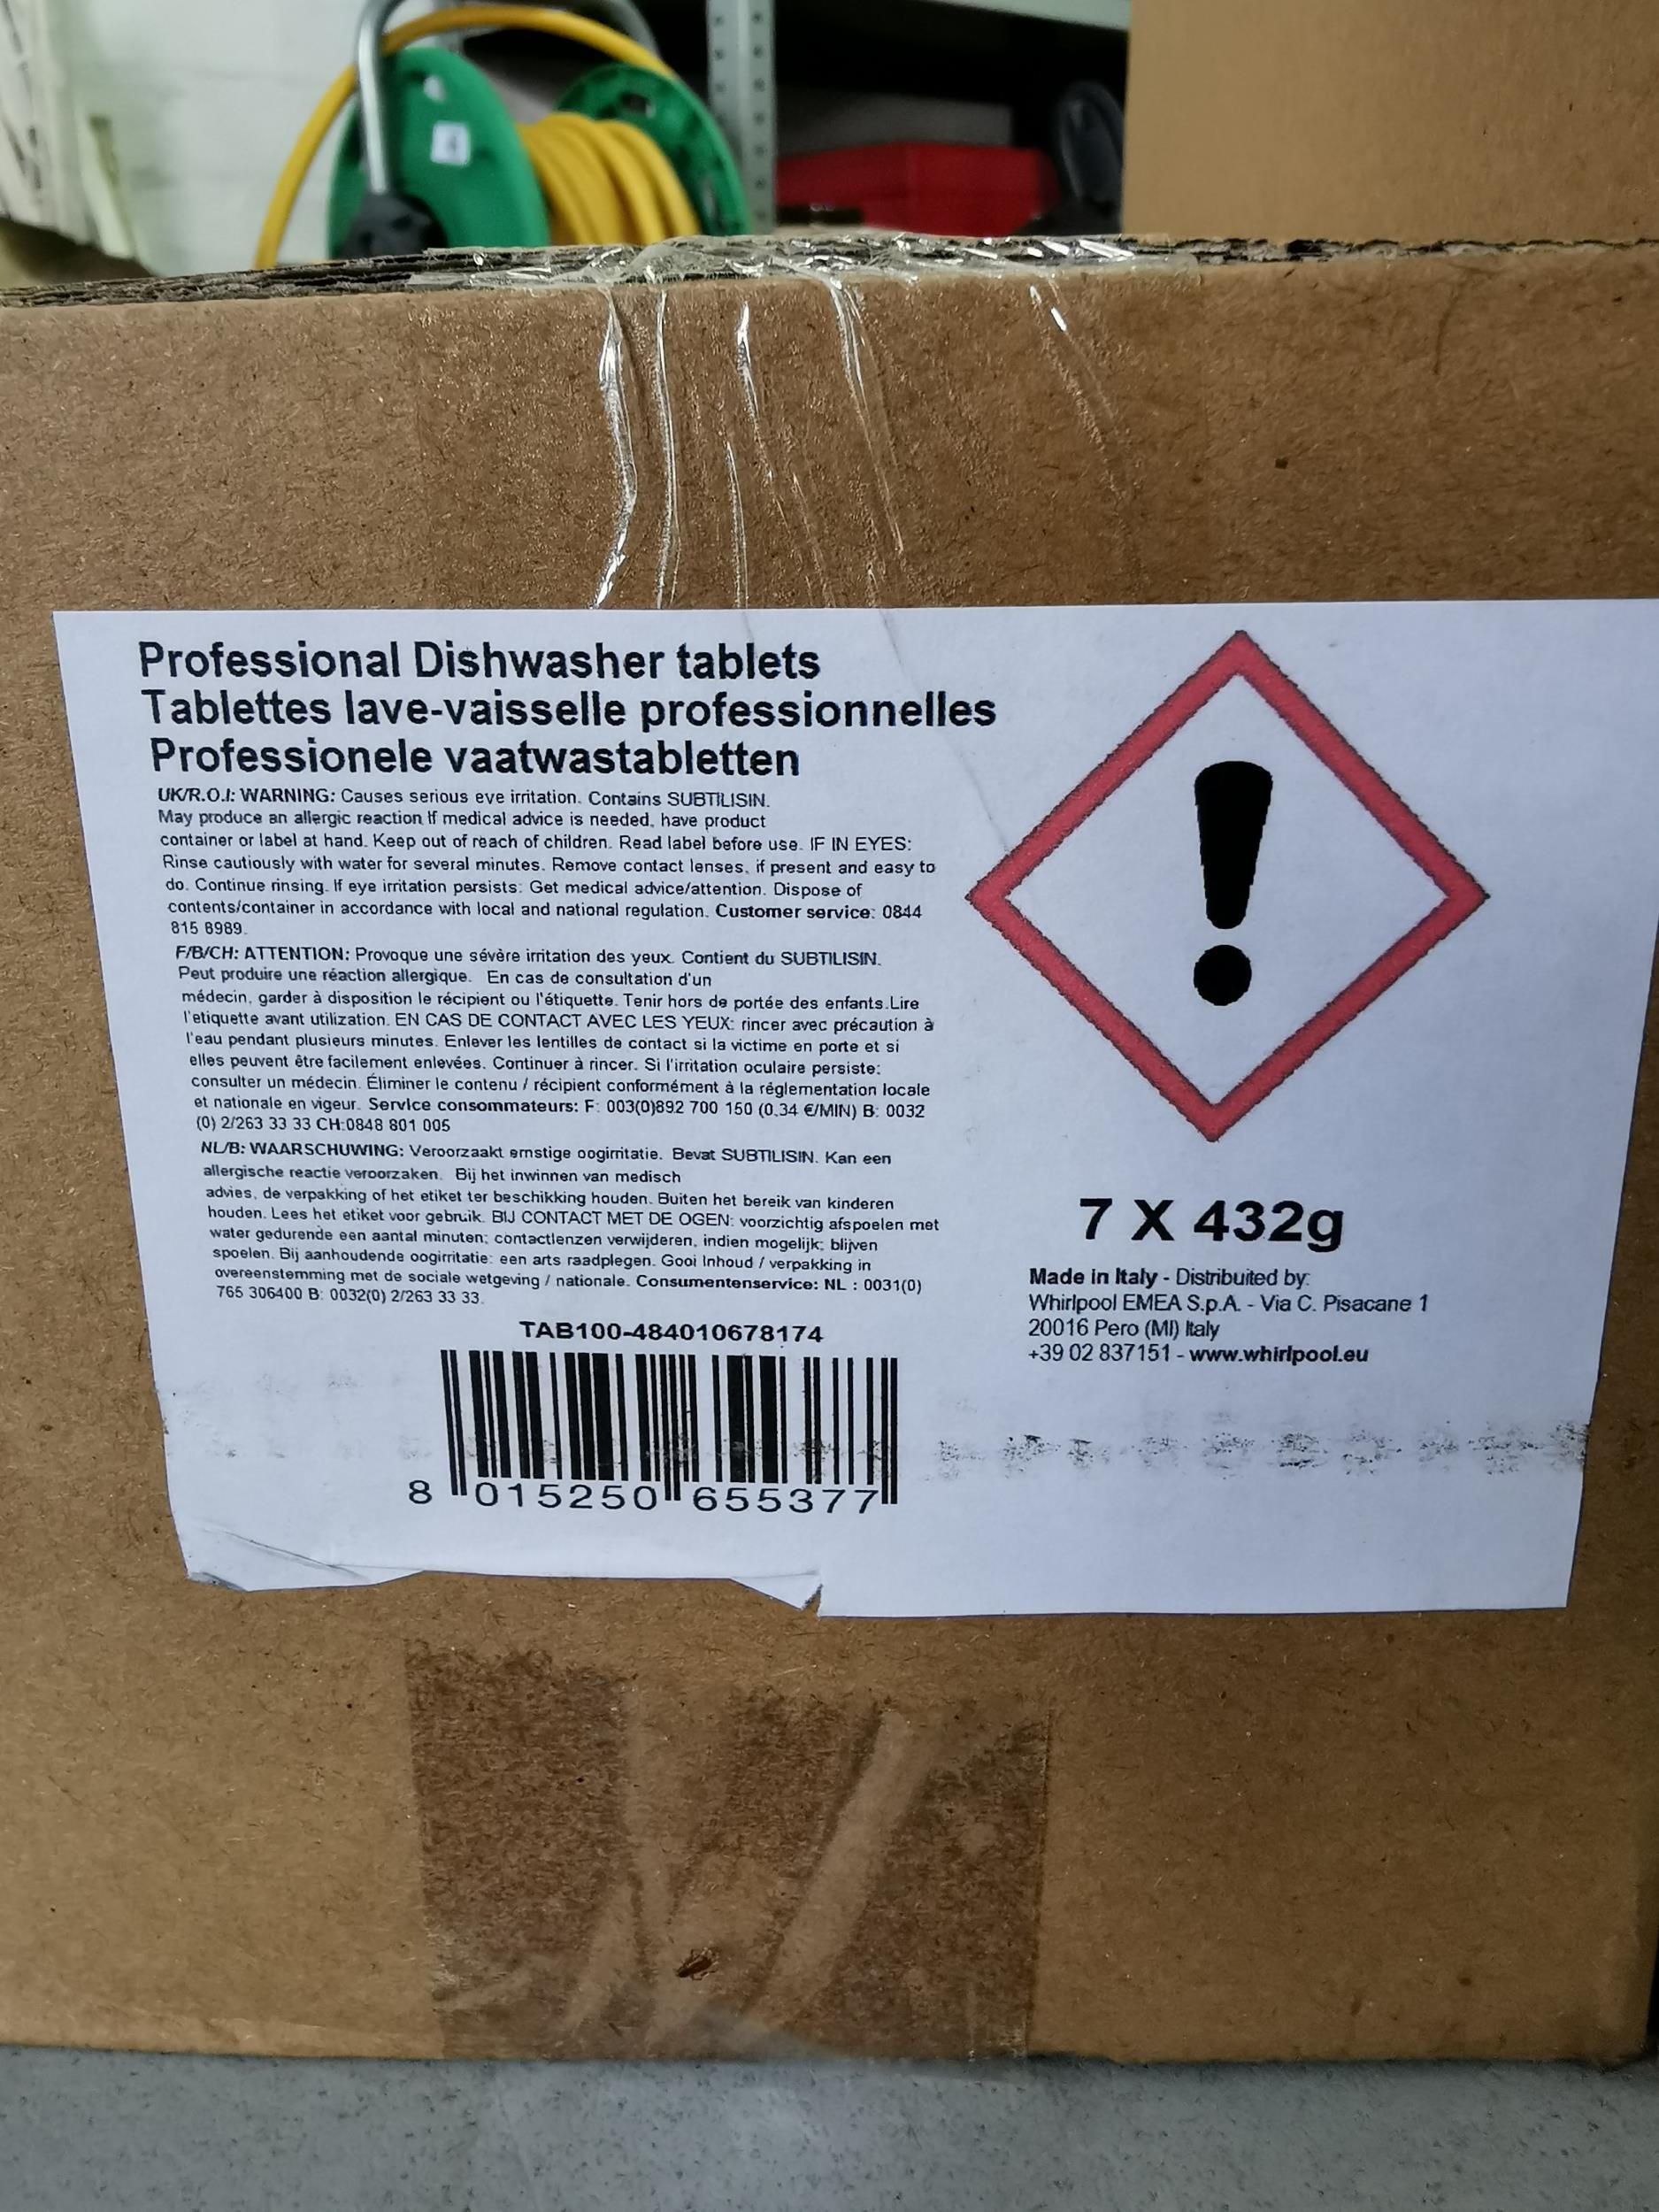 Professional Dishwasher tablets
Tablettes lave-vaisselle professionnelles
Professionele vaatwastabletten
UK/R.O.I: WARNING: Causes serious eye irritation. Contains SUBTILISIN.
May produce an allergic reaction If medical advice is needed, have product
container or label at hand. Keep out of reach of children. Read label before use. IF IN EYES:
Rinse cautiously with water for several minutes. Remove contact lenses, if present and easy to
do. Continue rinsing. If eye irritation persists: Get medical advice/attention. Dispose of
contents/container in accordance with local and national regulation. Customer service: 0844
815 8989.
F/B/CH: ATTENTION: Provoque une sévère irritation des yeux. Contient du SUBTILISIN.
Peut produire une réaction allergique. En cas de consultation d'un
médecin, garder à disposition le récipient ou l'étiquette. Tenir hors de portée des enfants.Lire
l'etiquette avant utilization. EN CAS DE CONTACT AVEC LES YEUX: rincer avec précaution à
l'eau pendant plusieurs minutes. Enlever les lentilles de contact si la victime en porte et si
elles peuvent être facilement enlevées. Continuer à rincer. Si l'irritation oculaire persiste:
consulter un médecin. Éliminer le contenu / récipient conformément à la réglementation locale
et nationale en vigeur. Service consommateurs: F: 003(0)892 700 150 (0.34 €/MIN) B: 0032
(0) 2/263 33 33 CH:0848 801 005
NL/B: WAARSCHUWING: Veroorzaakt ernstige oogirritatie. Bevat SUBTILISIN. Kan een
allergische reactie veroorzaken. Bij het inwinnen van medisch
advies, de verpakking of het etiket ter beschikking houden. Buiten het bereik van kinderen
houden. Lees het etiket voor gebruik. BIJ CONTACT MET DE OGEN: voorzichtig afspoelen met
water gedurende een aantal minuten; contactlenzen verwijderen, indien mogelijk; blijven
spoelen. Bij aanhoudende oogirritatie: een arts raadplegen. Gooi Inhoud / verpakking in
overeenstemming met de sociale wetgeving / nationale. Consumentenservice: NL : 0031(0)
765 306400 B: 0032(0) 2/263 33 33.
TAB100-484010678174
8 015250 655377
7 X 432g
Made in Italy - Distribuited by:
Whirlpool EMEA S.p.A. - Via C. Pisacane 1
20016 Pero (MI) Italy
+39 02 837151 - www.whirlpool.eu